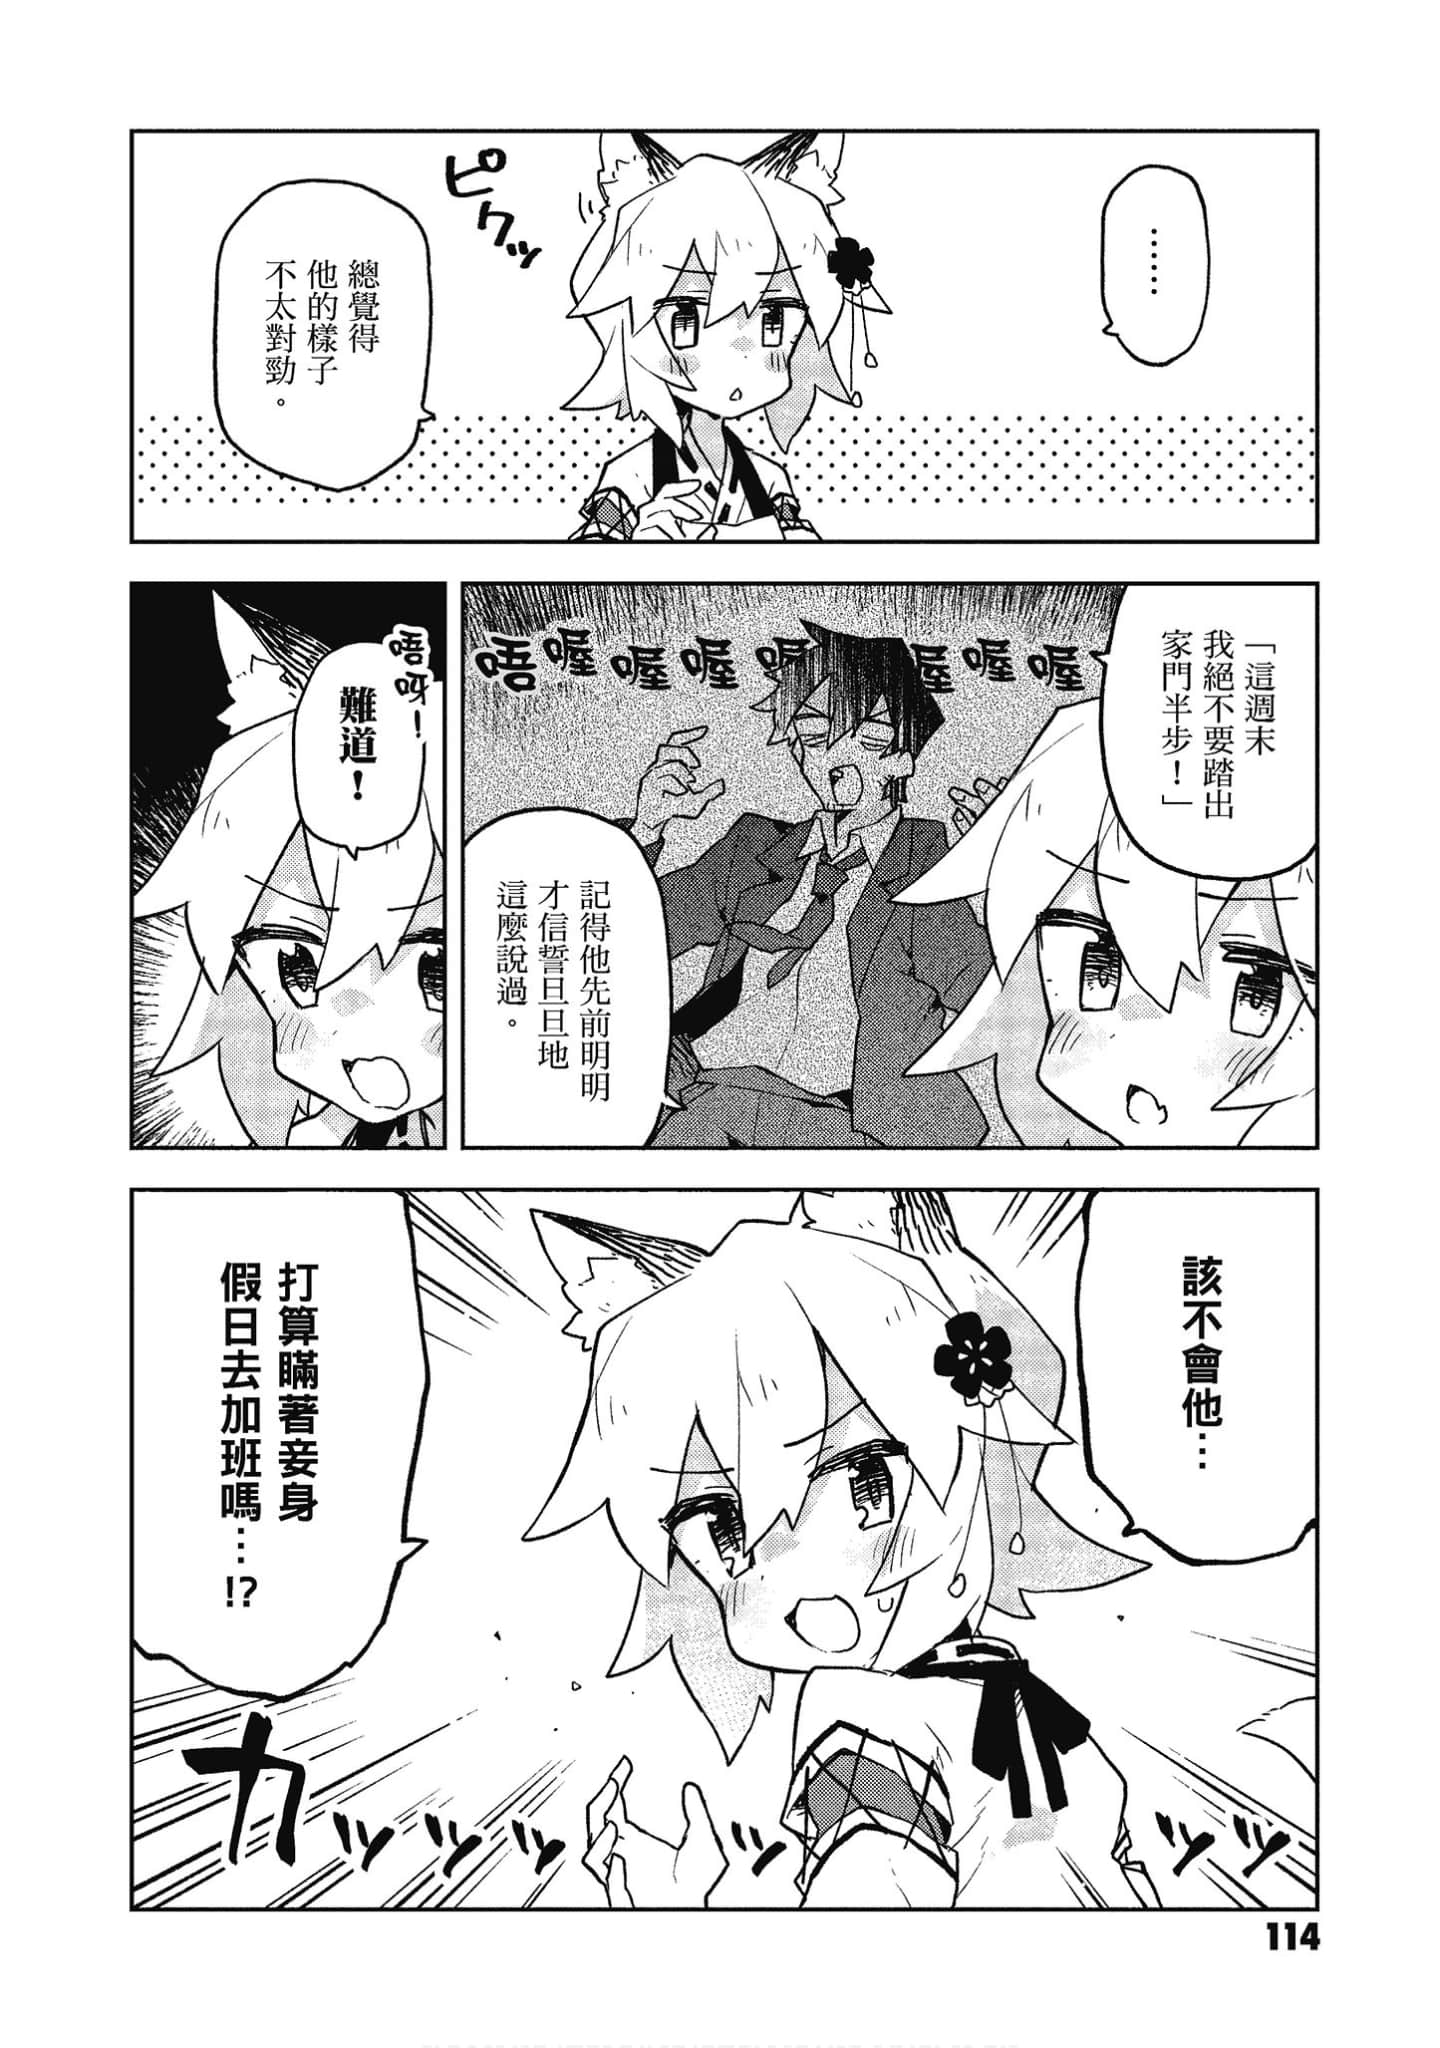 ……
ピクッ
總覺得
他的樣子
不太對勁。
「這週末
我絕不要踏出
家門半步！」
唔喔喔喔喔喔喔喔
記得他先前明明
才信誓旦旦地
這麼說過。
唔呀！
難道！
該不會他…
打算瞞著妾身
假日去加班嗎…!?
カッッッッッ
114